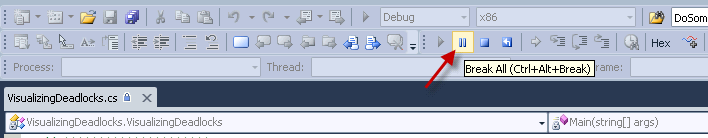 Debug x86 DoSom
Hex
Process: Thread: rame:
Break All (Ctrl+Alt+Break)
VisualizingDeadlocks.cs
VisualizingDeadlocks.VisualizingDeadlocks Main(string[] args)